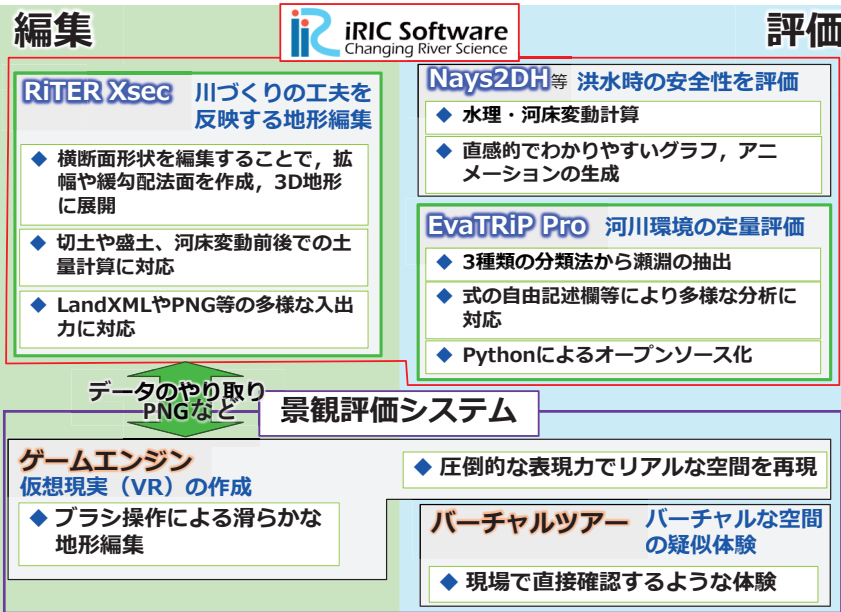 編集
iRIC Software
Changing River Science
評価
RiTER Xsec 川づくりの工夫を
反映する地形編集
◆ 横断面形状を編集することで，拡
幅や緩勾配法面を作成，3D地形
に展開
◆ 切土や盛土、河床変動前後での土
量計算に対応
◆ LandXMLやPNG等の多様な入出
力に対応
Nays2DH等 洪水時の安全性を評価
◆ 水理・河床変動計算
◆ 直感的でわかりやすいグラフ，アニ
メーションの生成
EvaTRiP Pro 河川環境の定量評価
◆ 3種類の分類法から瀬淵の抽出
◆ 式の自由記述欄等により多様な分析に
対応
◆ Pythonによるオープンソース化
データのやり取り
PNGなど
景観評価システム
ゲームエンジン
仮想現実（VR）の作成
◆ ブラシ操作による滑らかな
地形編集
◆ 圧倒的な表現力でリアルな空間を再現
バーチャルツアー バーチャルな空間
の疑似体験
◆ 現場で直接確認するような体験